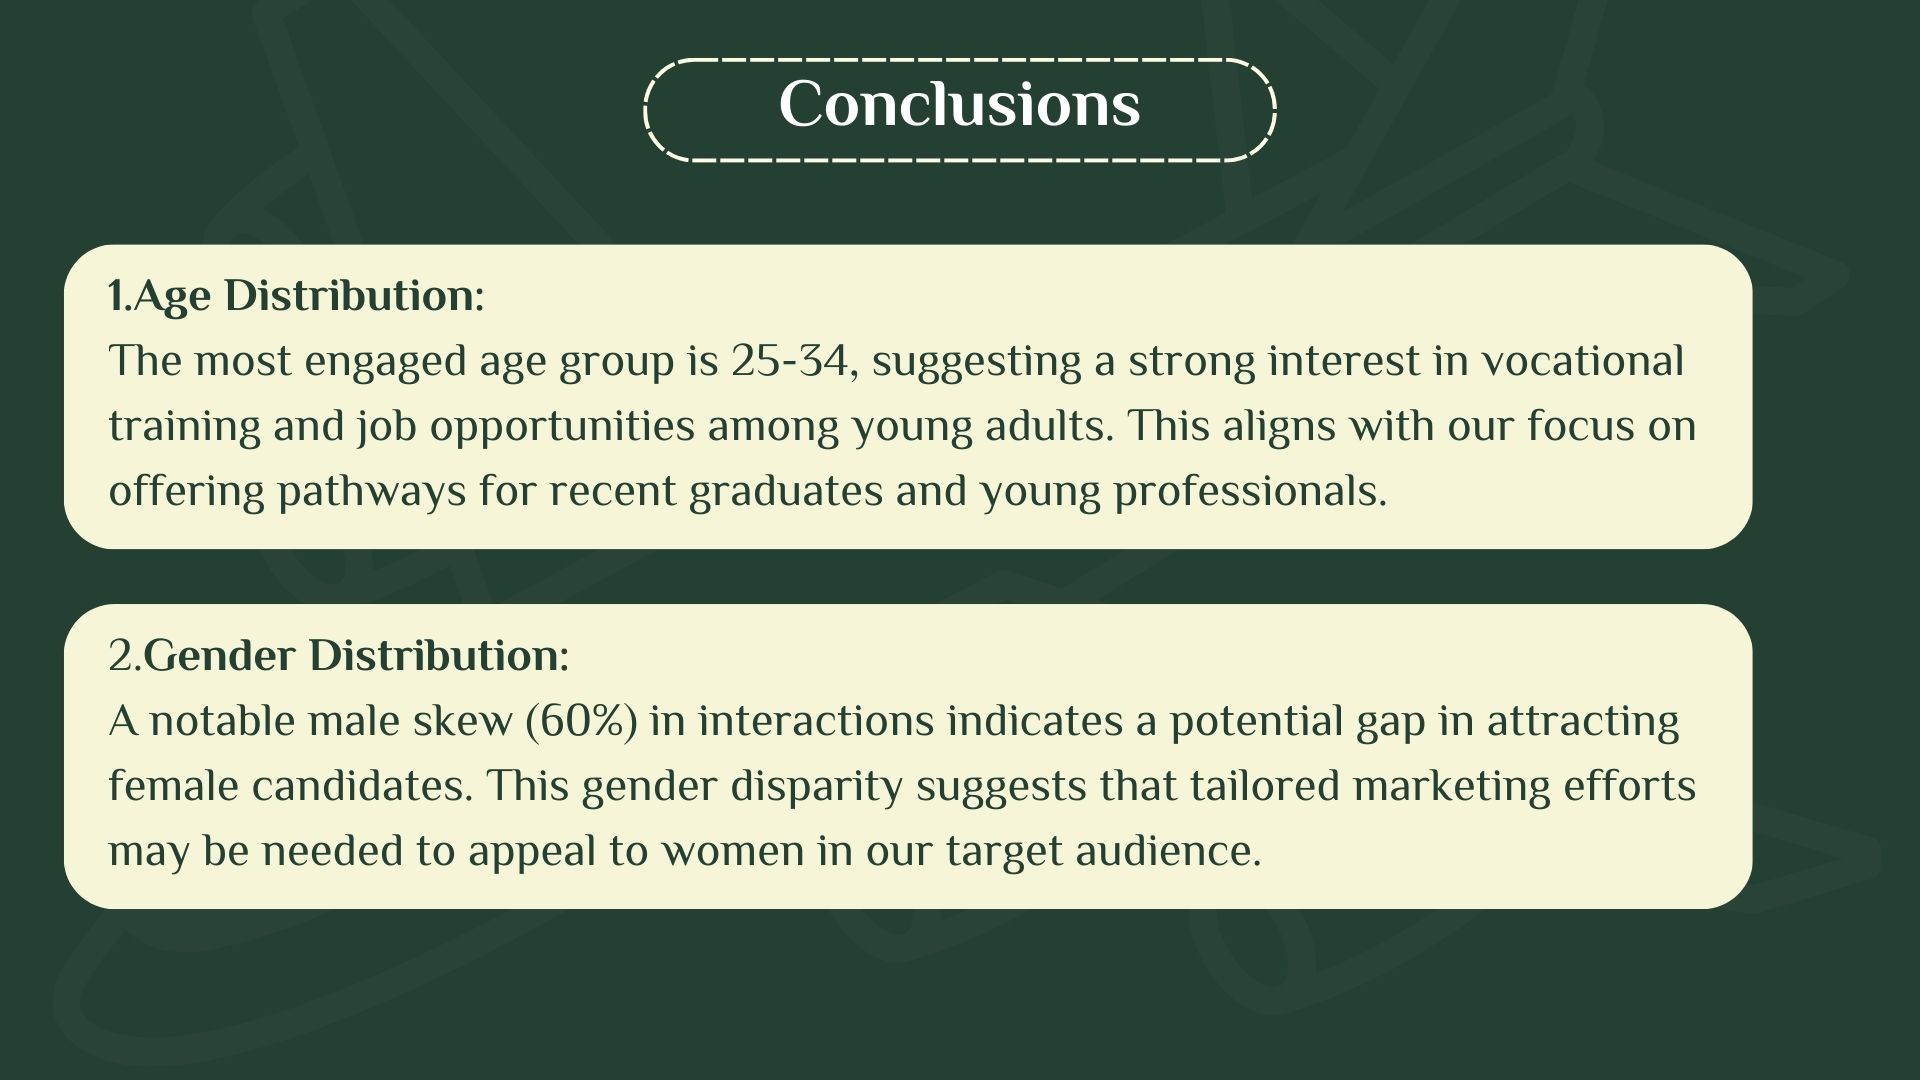 Conclusions
1.Age Distribution:
The most engaged age group is 25-34, suggesting a strong interest in vocational
training and job opportunities among young adults. This aligns with our focus on
offering pathways for recent graduates and young professionals.
2.Gender Distribution:
A notable male skew (60%) in interactions indicates a potential gap in attracting
female candidates. This gender disparity suggests that tailored marketing efforts
may be needed to appeal to women in our target audience.